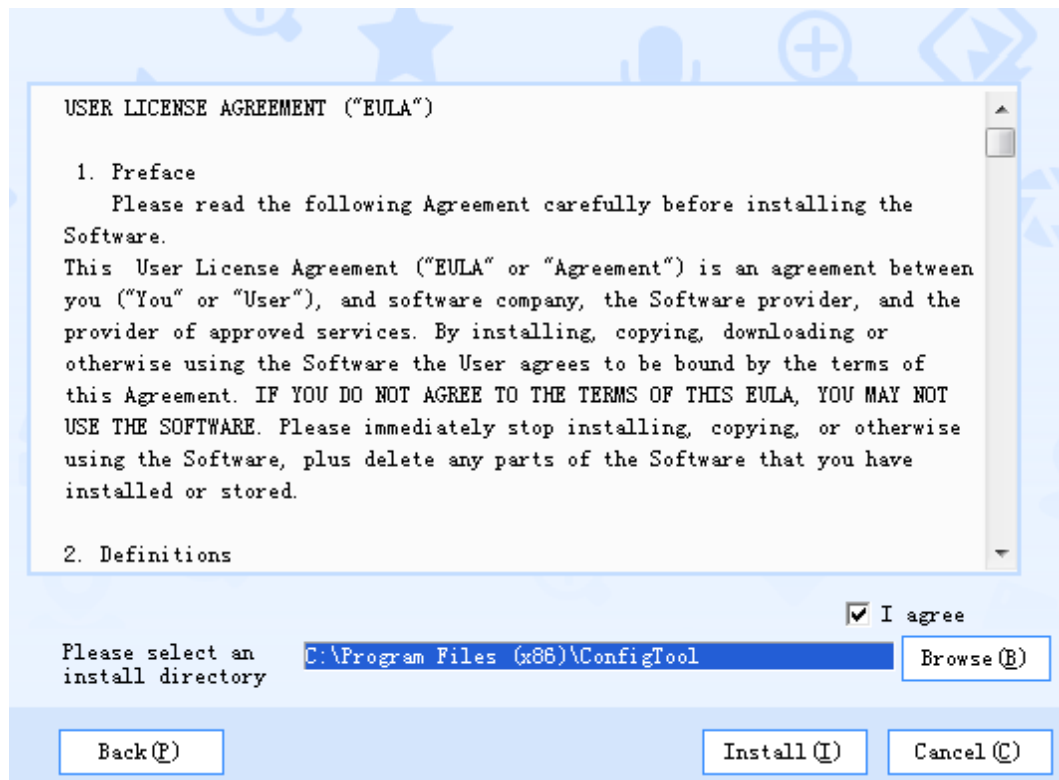 USER LICENSE AGREEMENT ("EULA")
1. Preface
Please read the following Agreement carefully before installing the
Software.
This  User License Agreement ("EULA" or "Agreement") is an agreement between
you ("You" or "User"), and software company, the Software provider, and the
provider of approved services. By installing, copying, downloading or
otherwise using the Software the User agrees to be bound by the terms of
this Agreement. IF YOU DO NOT AGREE TO THE TERMS OF THIS EULA, YOU MAY NOT
USE THE SOFTWARE. Please immediately stop installing, copying, or otherwise
using the Software, plus delete any parts of the Software that you have
installed or stored.
2. Definitions
I agree
Please select an
install directory
C:\Program Files (x86)\ConfigTool
Browse(B)
Back(P)
Install(I)
Cancel(C)